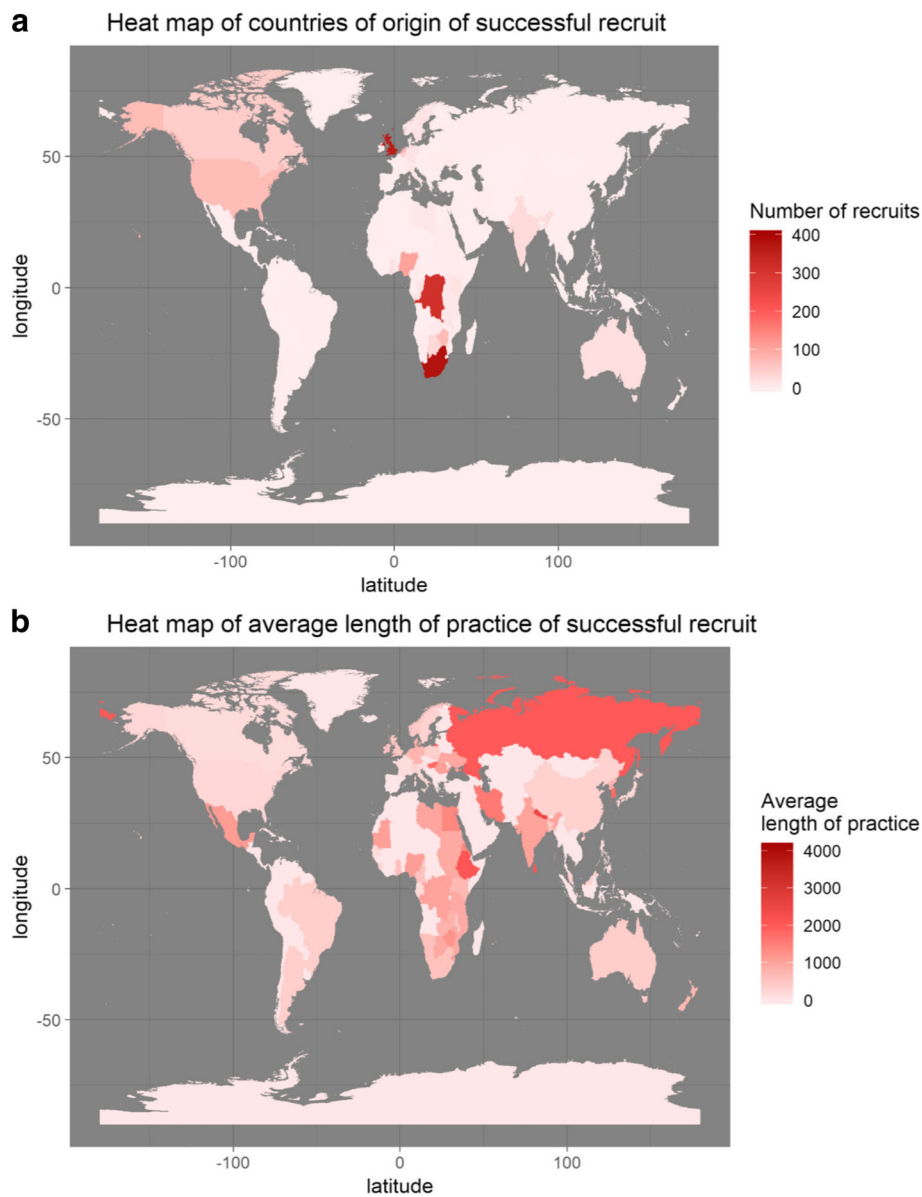 a
Heat map of countries of origin of successful recruit
50
0
-50
longitude
-100
0
100
latitude
Number of recruits
400
300
200
100
0
b
Heat map of average length of practice of successful recruit
50
0
-50
longitude
-100
0
100
latitude
Average
length of practice
4000
3000
2000
1000
0